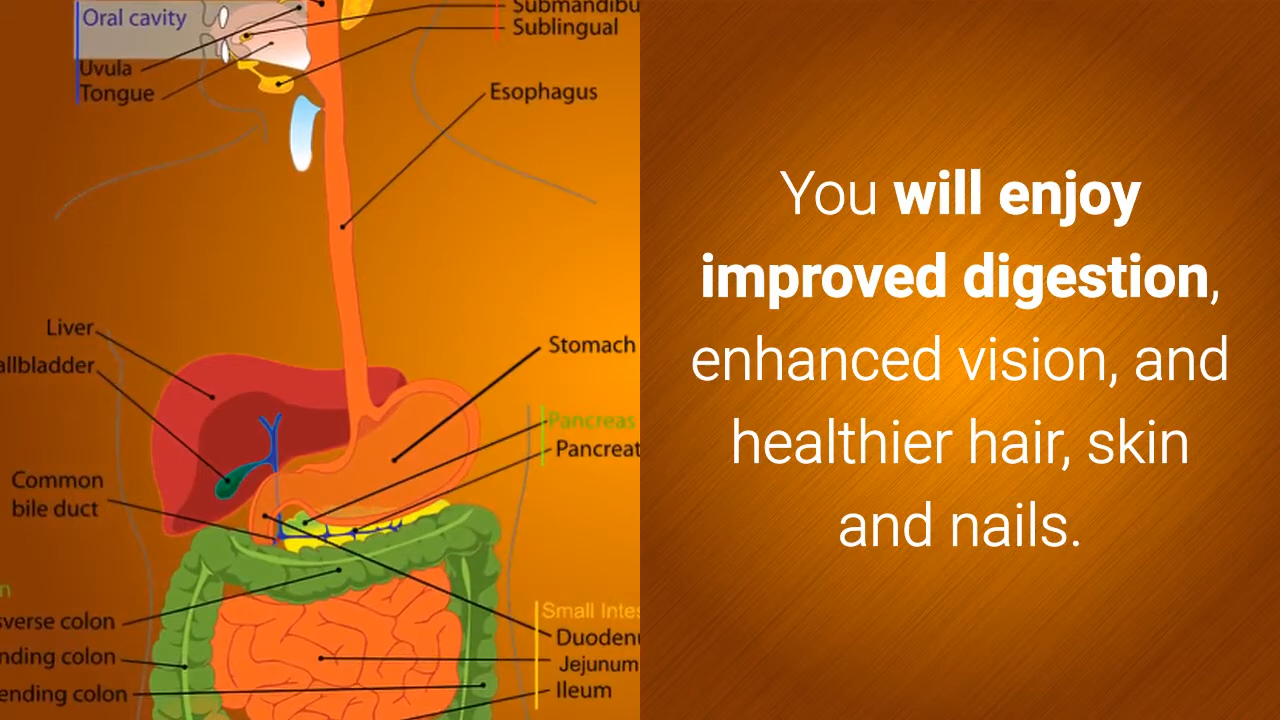 Oral cavity
Uvula
Tongue
Submandibu
Sublingual
Esophagus
Liver
allbladder
Common
bile duct
Stomach
Pancreas
Pancreat
n
sverse colon
nding colon
ending colon
Small Intes
Duodenu
Jejunum
Ileum
You will enjoy
improved digestion,
enhanced vision, and
healthier hair, skin
and nails.